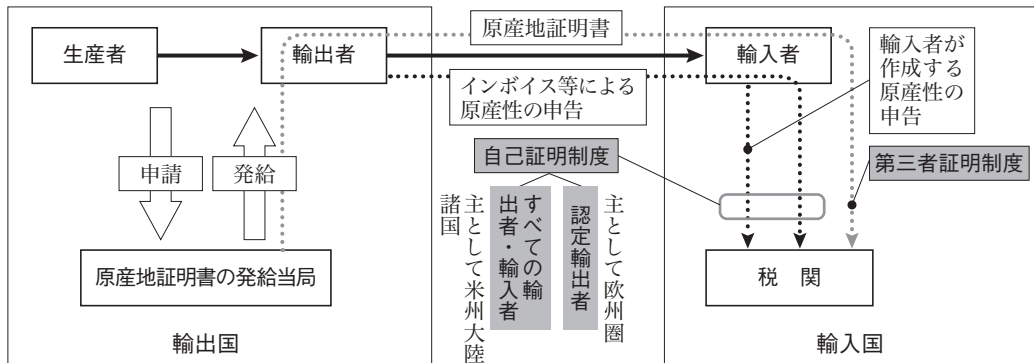 原産地証明書
生産者
輸出者
輸入者
輸入者が
作成する
原産性の
申告
インボイス等による
原産性の申告
自己証明制度
第三者証明制度
申請
発給
主として米州大陸
諸国
すべての輸
出者・輸入者
認定輸出者
主として欧州圏
原産地証明書の発給当局
税　関
輸出国
輸入国